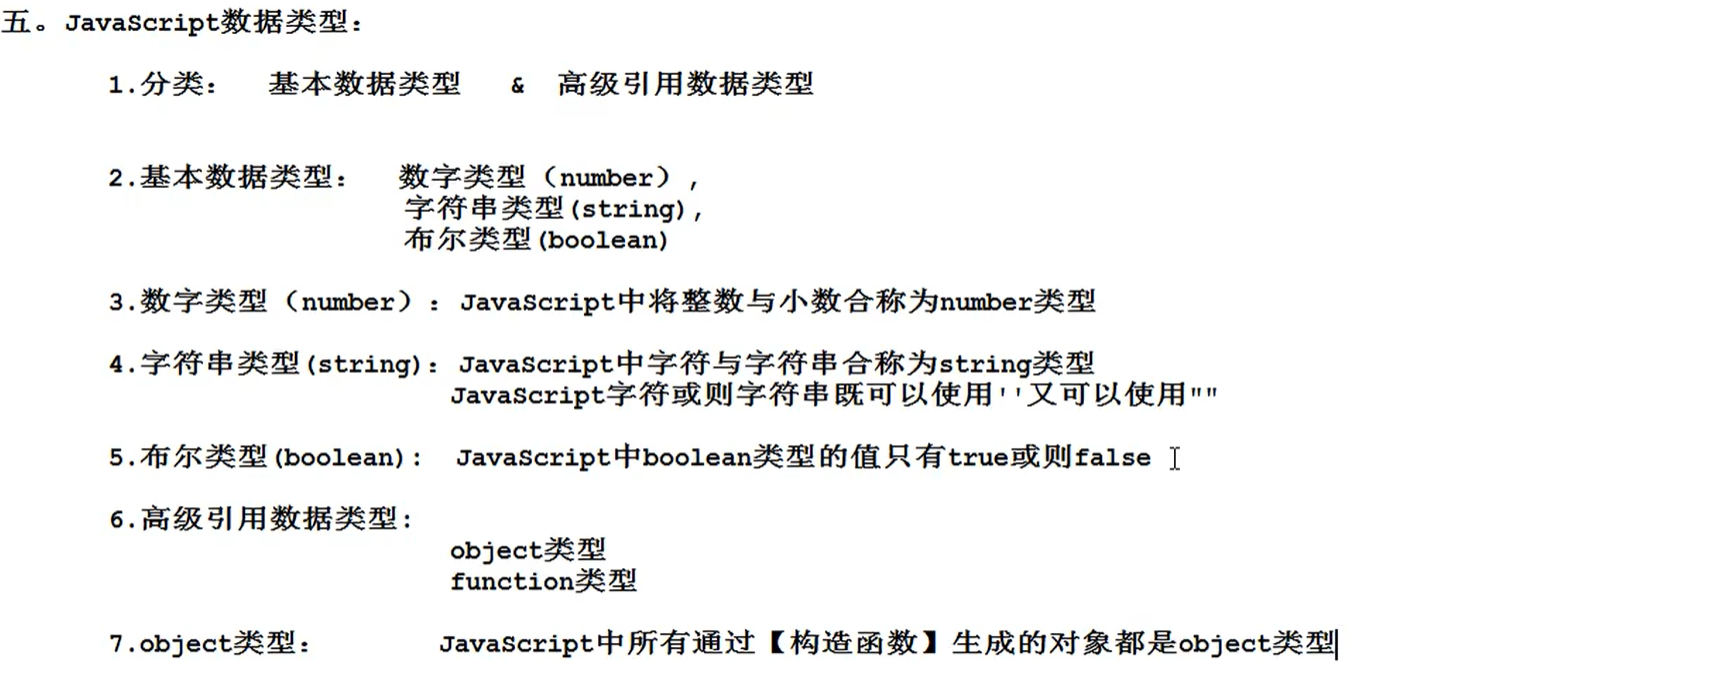 五。JavaScript数据类型：
1.分类： 基本数据类型 & 高级引用数据类型
2.基本数据类型： 数字类型（number）,
字符串类型(string),
布尔类型(boolean)
3.数字类型（number）：JavaScript中将整数与小数合称为number类型
4.字符串类型(string)：JavaScript中字符与字符串合称为string类型
JavaScript字符或则字符串既可以使用''又可以使用""
5.布尔类型(boolean): JavaScript中boolean类型的值只有true或则false
6.高级引用数据类型:
object类型
function类型
7.object类型： JavaScript中所有通过【构造函数】生成的对象都是object类型